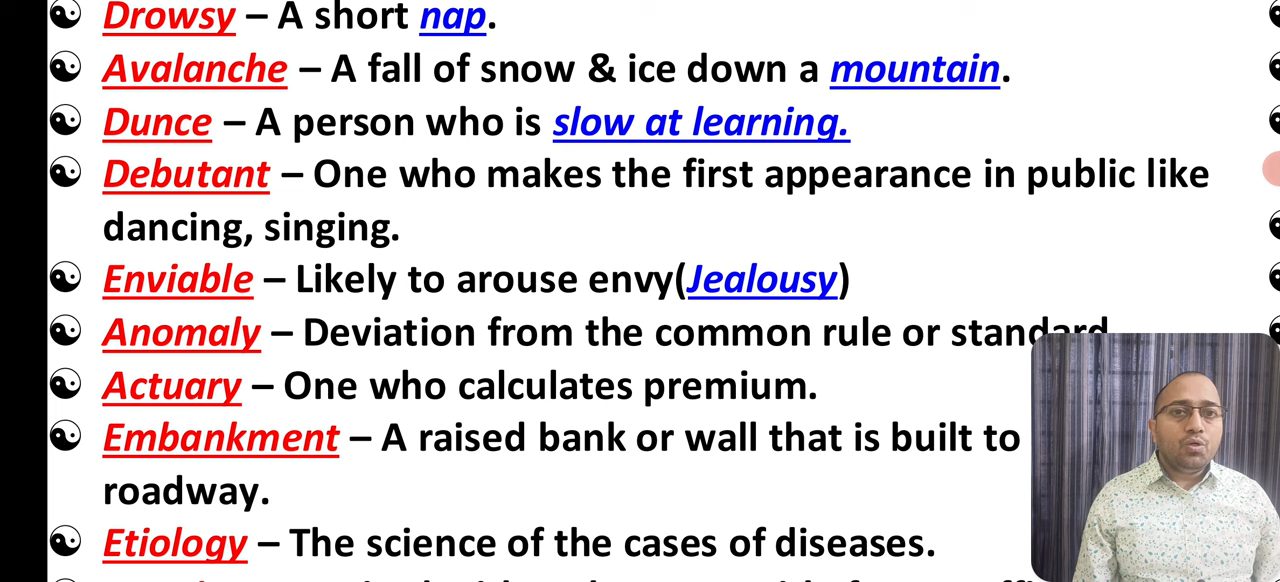 Drowsy – A short nap.
Avalanche – A fall of snow & ice down a mountain.
Dunce – A person who is slow at learning.
Debutant – One who makes the first appearance in public like
dancing, singing.
Enviable – Likely to arouse envy(Jealousy)
Anomaly – Deviation from the common rule or standard
Actuary – One who calculates premium.
Embankment – A raised bank or wall that is built to
roadway.
Etiology – The science of the cases of diseases.